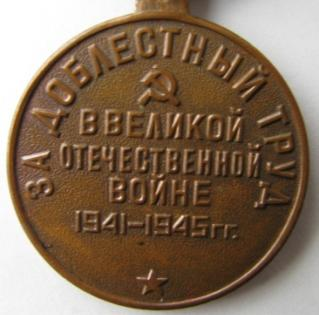 ЗА ДОБЛЕСТНЫЙ ТРУД
В ВЕЛИКОЙ
ОТЕЧЕСТВЕННОЙ
ВОЙНЕ
1941-1945 гг.